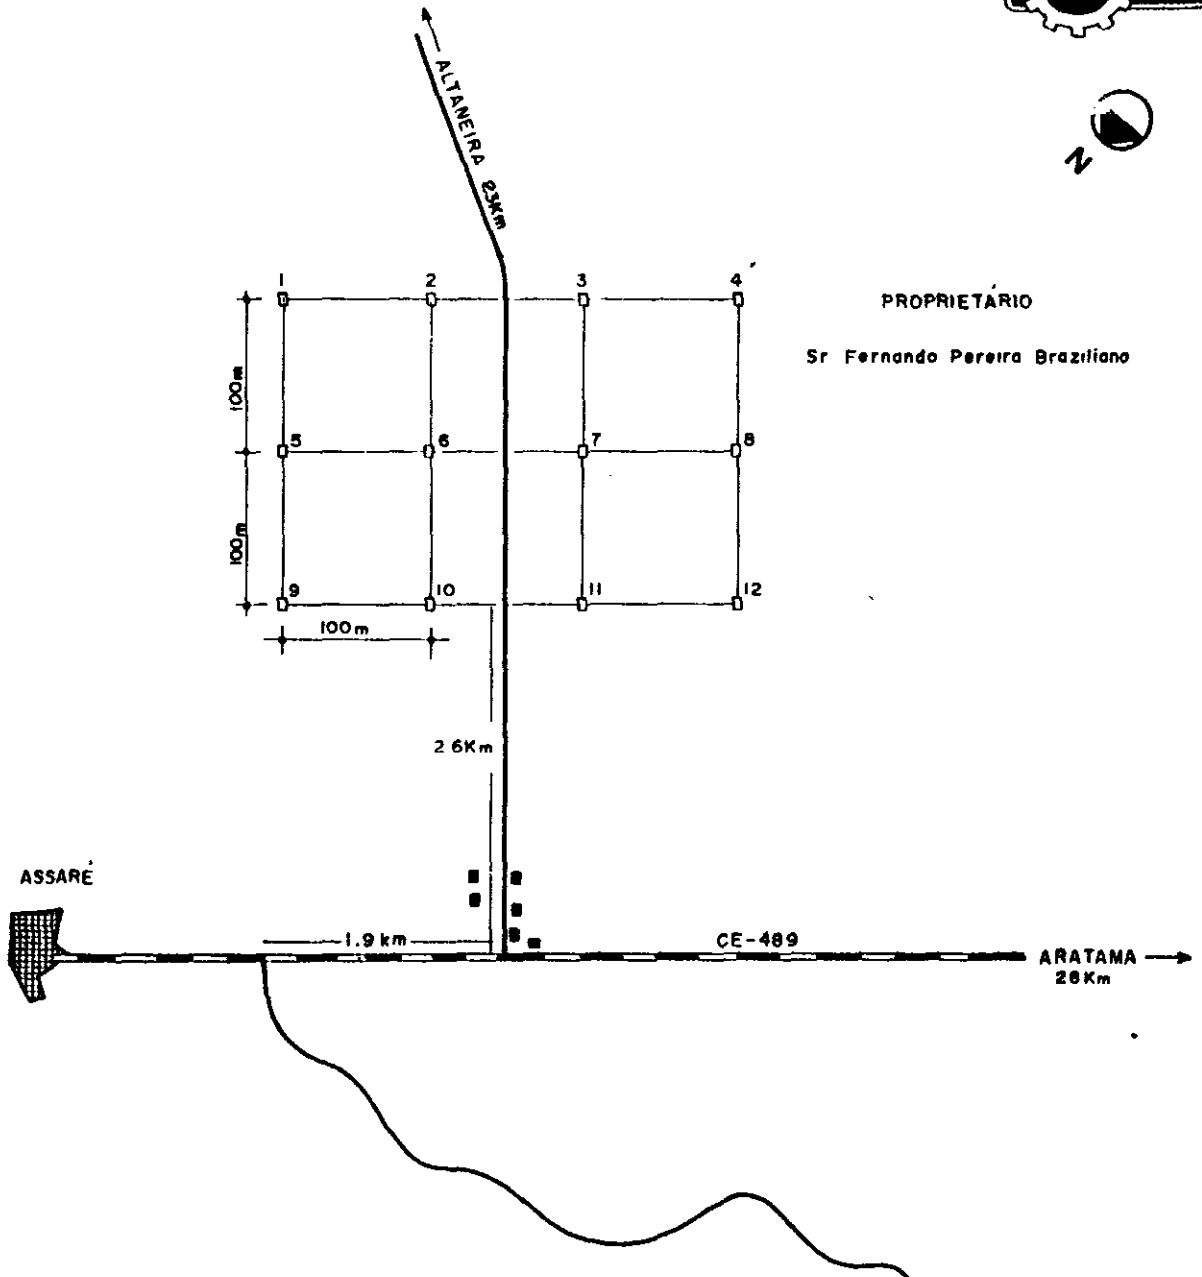 ALTANEIRA 23Km
N
1 2 3 4
PROPRIETÁRIO
Sr Fernando Pereira Braziliano
100m
5 6 7 8
100m
9 10 11 12
100m
2 6Km
ASSARÉ
1.9 km
CE-489
ARATAMA
28Km